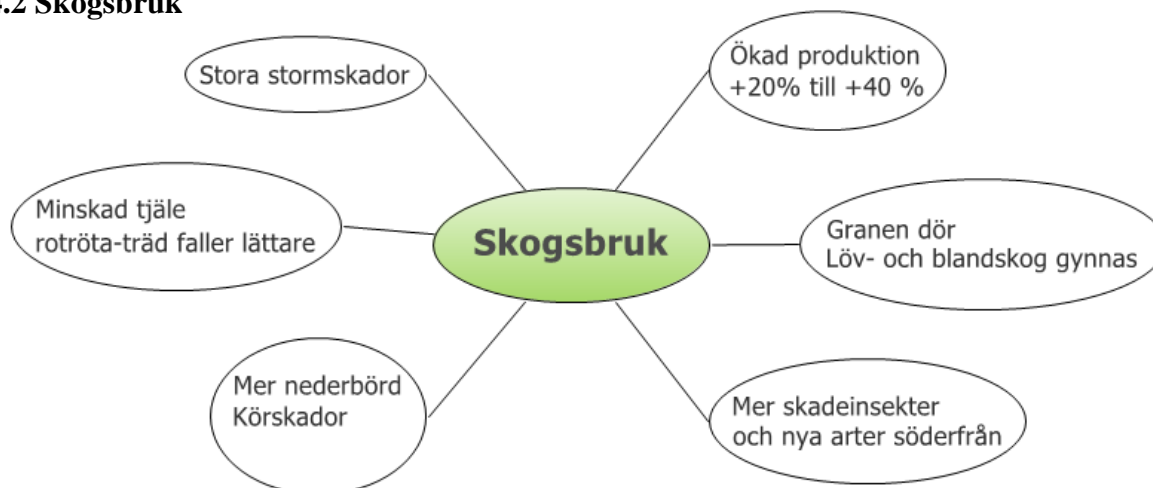 .2 Skogsbruk
Stora stormskador
Ökad produktion
+20% till +40 %
Minskad tjäle
rotröta-träd faller lättare
Skogsbruk
Granen dör
Löv- och blandskog gynnas
Mer nederbörd
Körskador
Mer skadeinsekter
och nya arter söderfrån